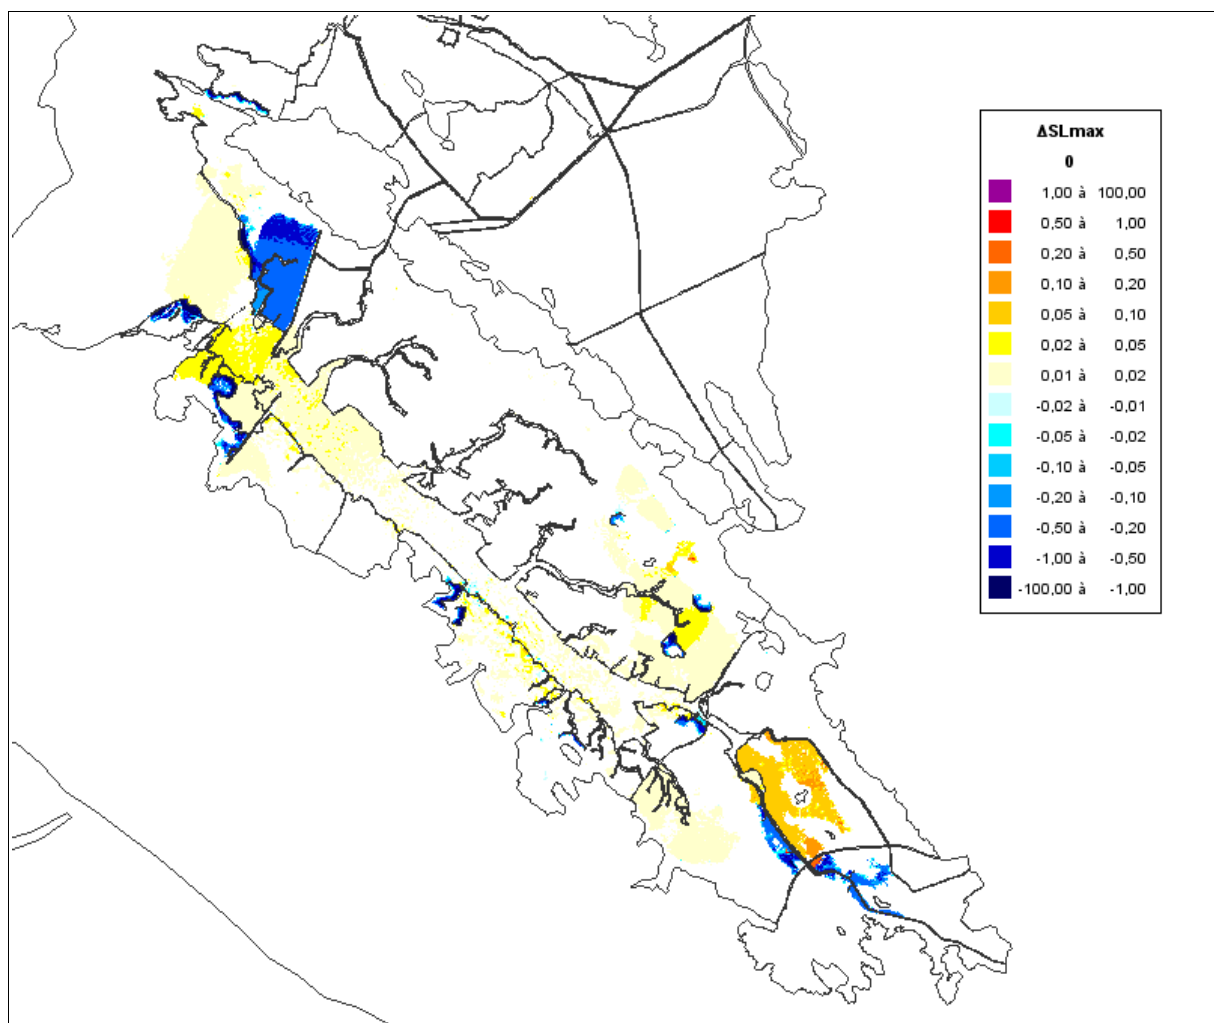 ΔSLmax
0
1,00 à 100,00
0,50 à 1,00
0,20 à 0,50
0,10 à 0,20
0,05 à 0,10
0,02 à 0,05
0,01 à 0,02
-0,02 à -0,01
-0,05 à -0,02
-0,10 à -0,05
-0,20 à -0,10
-0,50 à -0,20
-1,00 à -0,50
-100,00 à -1,00